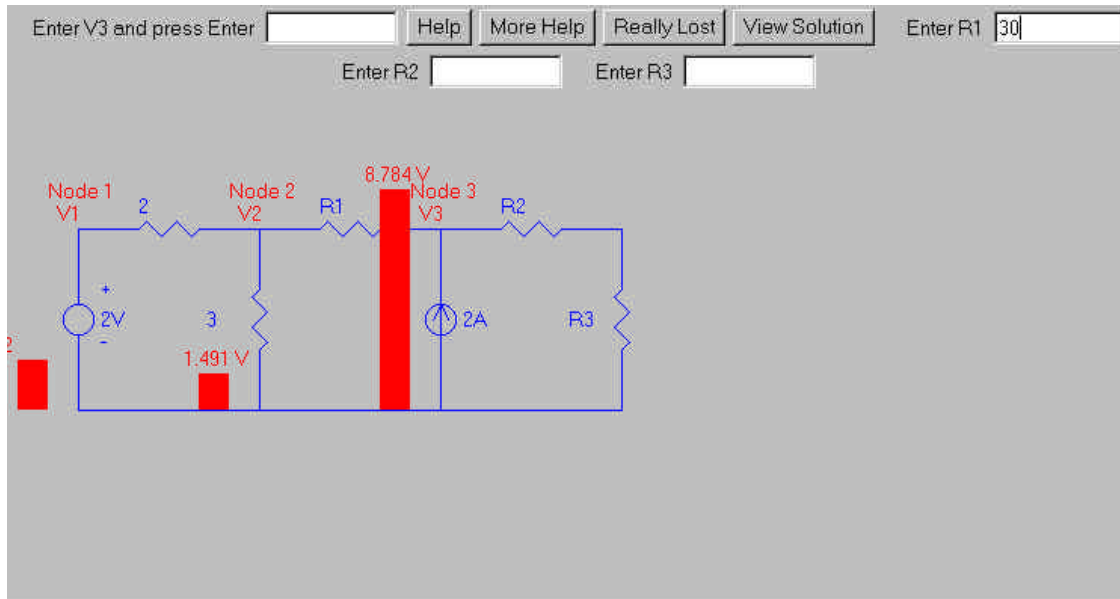 Enter V3 and press Enter Help More Help Really Lost View Solution Enter R1 30
Enter R2 Enter R3
8.784 V
Node 1 Node 2 Node 3
V1 2 V2 R1 V3 R2
+
2V 3 2A R3
-
2 1.491 V